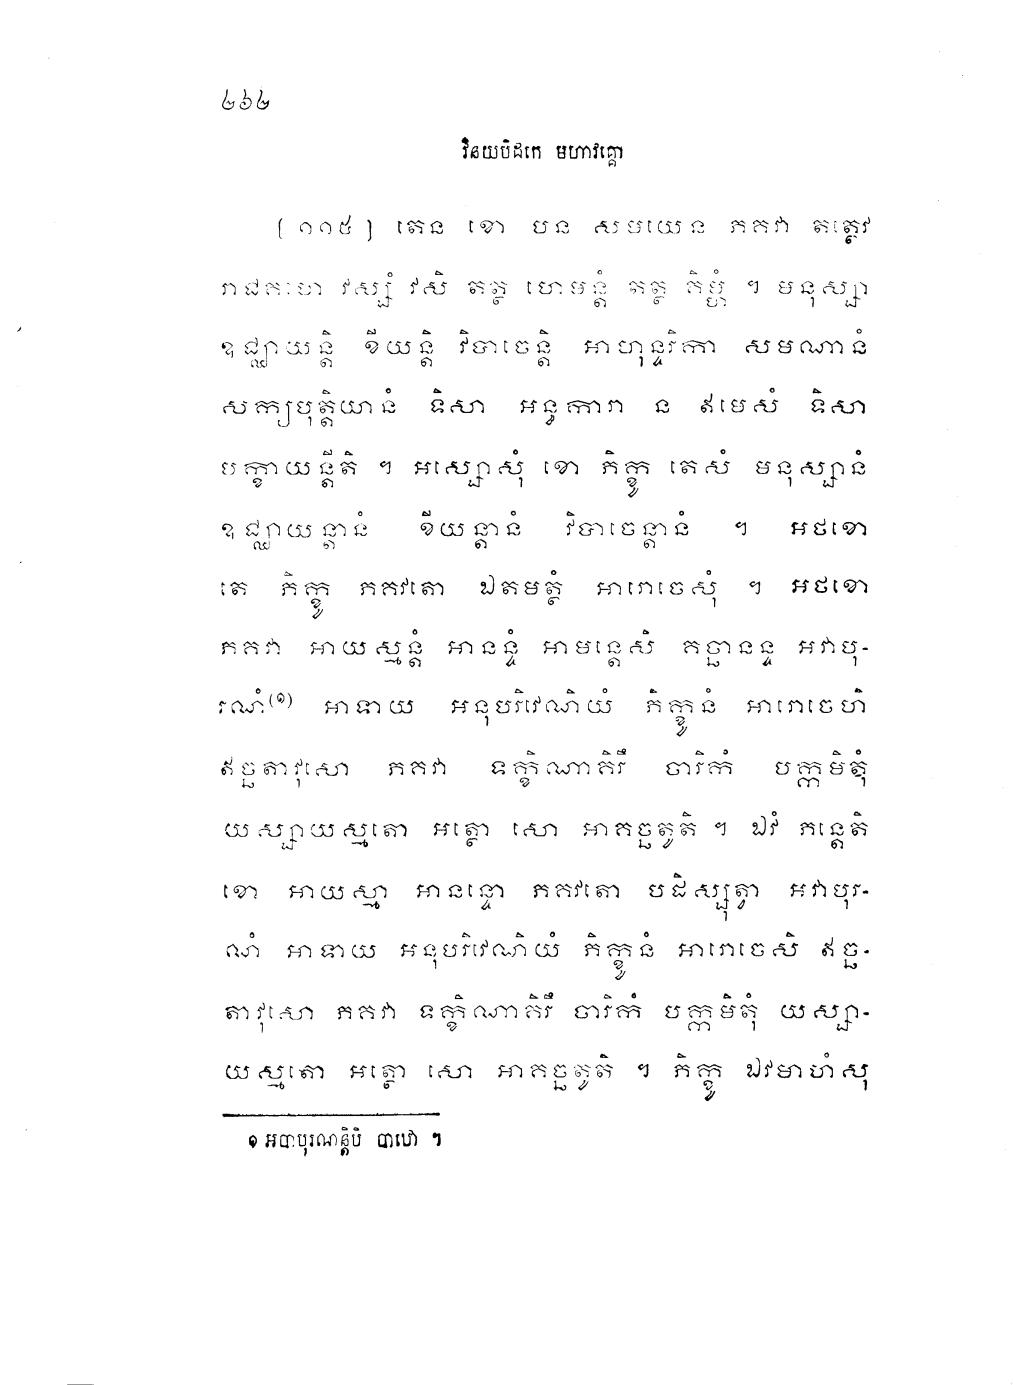 ២៦២
វិនយបិដកេ មហាវគ្គោ
[ ១១៥ ] តេន ខោ បន សមយេន ភគវា តត្ថេវ
រាជគហេ វស្សំ វសិ តត្ថ ហេមន្តំ តត្ថ គិម្ហំ ។ មនុស្សា
ឧជ្ឈាយន្តិ ខីយន្តិ វិបាចេន្តិ អាហុន្ទរិកា សមណានំ
សក្យបុត្តិយានំ ទិសា អន្ធការា ន ឥមេសំ ទិសា
បក្ខាយន្តីតិ ។ អស្សោសុំ ខោ ភិក្ខូ តេសំ មនុស្សានំ
ឧជ្ឈាយន្តានំ ខីយន្តានំ វិបាចេន្តានំ ។ អថខោ
តេ ភិក្ខូ ភគវតោ ឯតមត្ថំ អារោចេសុំ ។ អថខោ
ភគវា អាយស្មន្តំ អានន្ទំ អាមន្តេសិ គច្ឆានន្ទ អវាបុ-
រណំ(១) អាទាយ អនុបរិវេណិយំ ភិក្ខូនំ អារោចេហិ
ឥច្ឆតាវុសោ ភគវា ទក្ខិណាគិរឹ ចារិកំ បក្កមិតុំ
យស្សាយស្មតោ អត្ថោ សោ អាគច្ឆតូតិ ។ ឯវំ ភន្តេតិ
ខោ អាយស្មា អានន្ទោ ភគវតោ បដិស្សុត្វា អវាបុរ-
ណំ អាទាយ អនុបរិវេណិយំ ភិក្ខូនំ អារោចេសិ ឥច្ឆ-
តាវុសោ ភគវា ទក្ខិណាគិរឹ ចារិកំ បក្កមិតុំ យស្សា-
យស្មតោ អត្ថោ សោ អាគច្ឆតូតិ ។ ភិក្ខូ ឯវមាហំសុ
១ អបាបុរណន្តិបិ បាឋោ ។